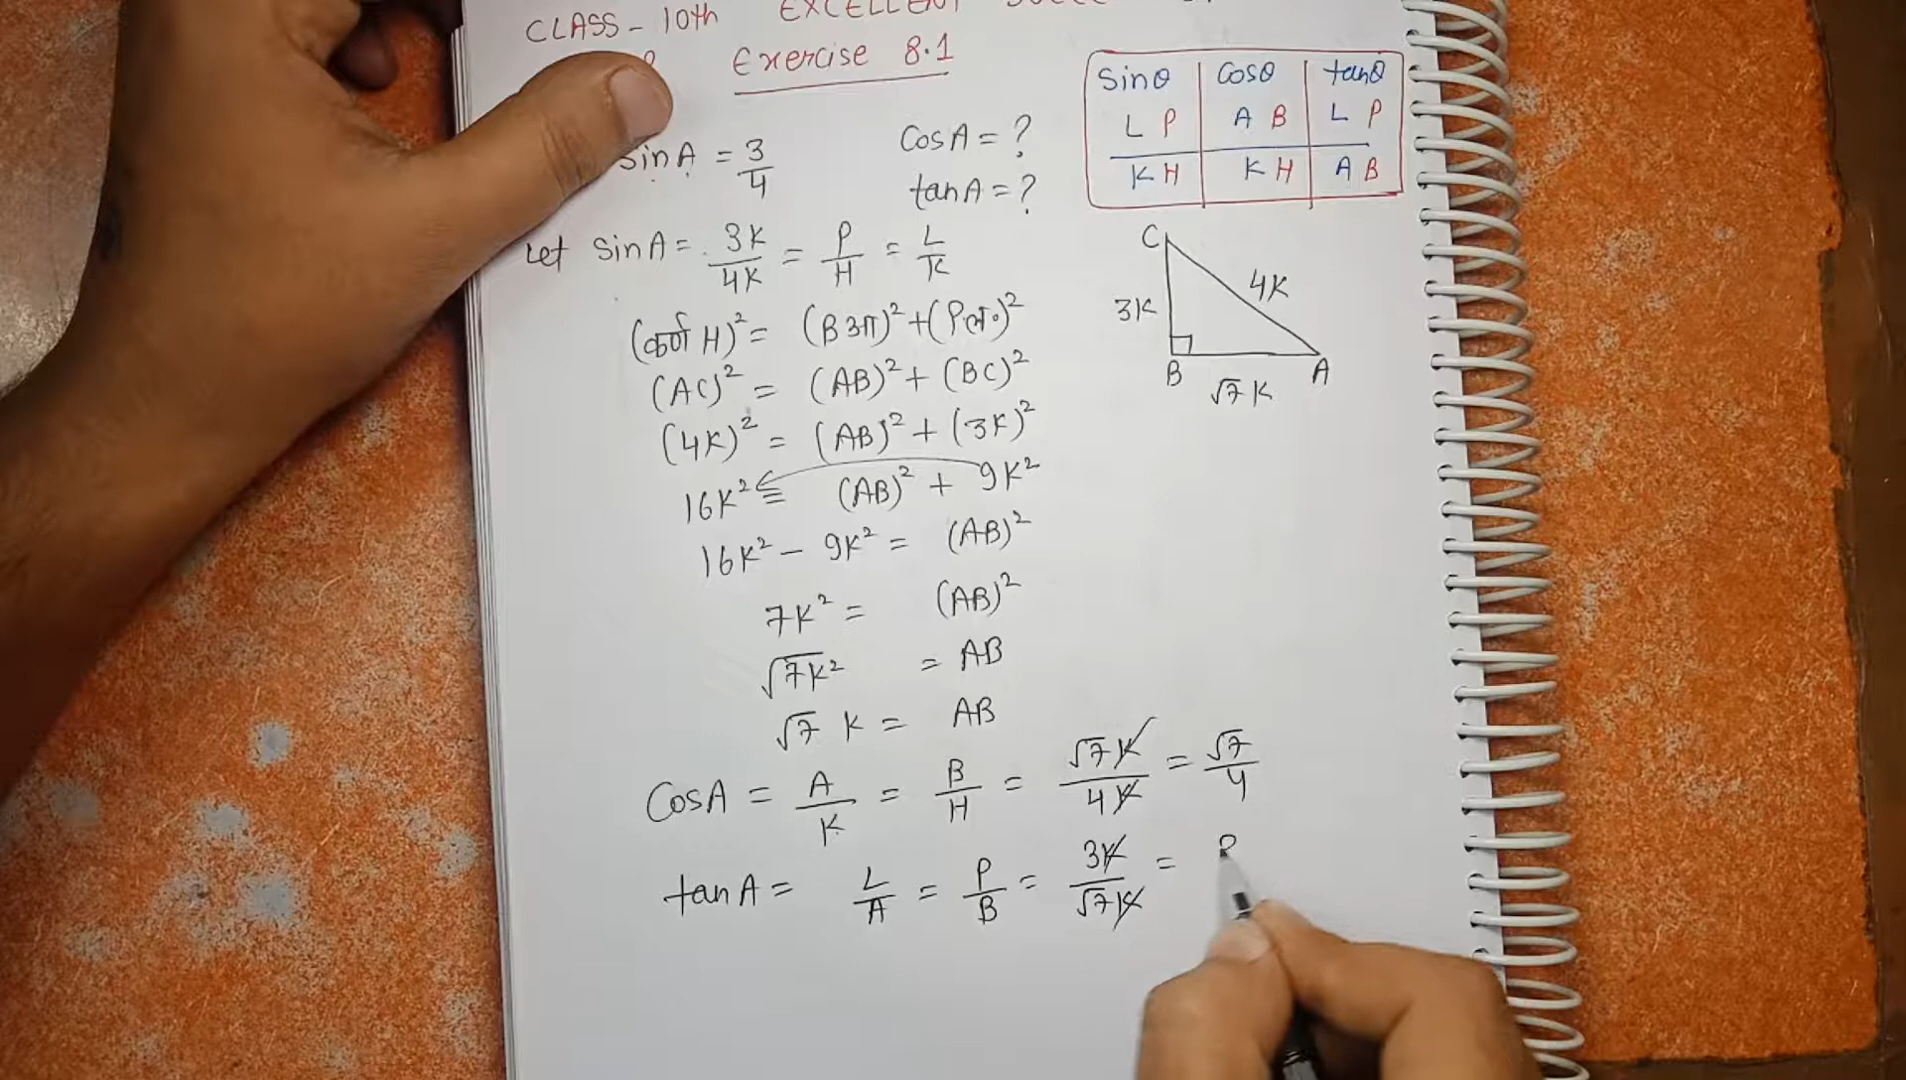 CLASS - 10th EXCELLENT
Exercise 8.1
sinθ cosθ tanθ
L P A B L P
K H K H A B
sin A = 3/4 cos A = ?
tan A = ?
Let sin A = 3K/4K = P/H = L/K
(कर्ण H)² = (B आ)² + (P ल०)²
(AC)² = (AB)² + (BC)²
(4K)² = (AB)² + (3K)²
16K² = (AB)² + 9K²
16K² - 9K² = (AB)²
7K² = (AB)²
√7K² = AB
√7 K = AB
cos A = A/K = B/H = √7K/4K = √7/4
tan A = L/A = P/B = 3K/√7K =
C
4K
3K
B A
√7 K